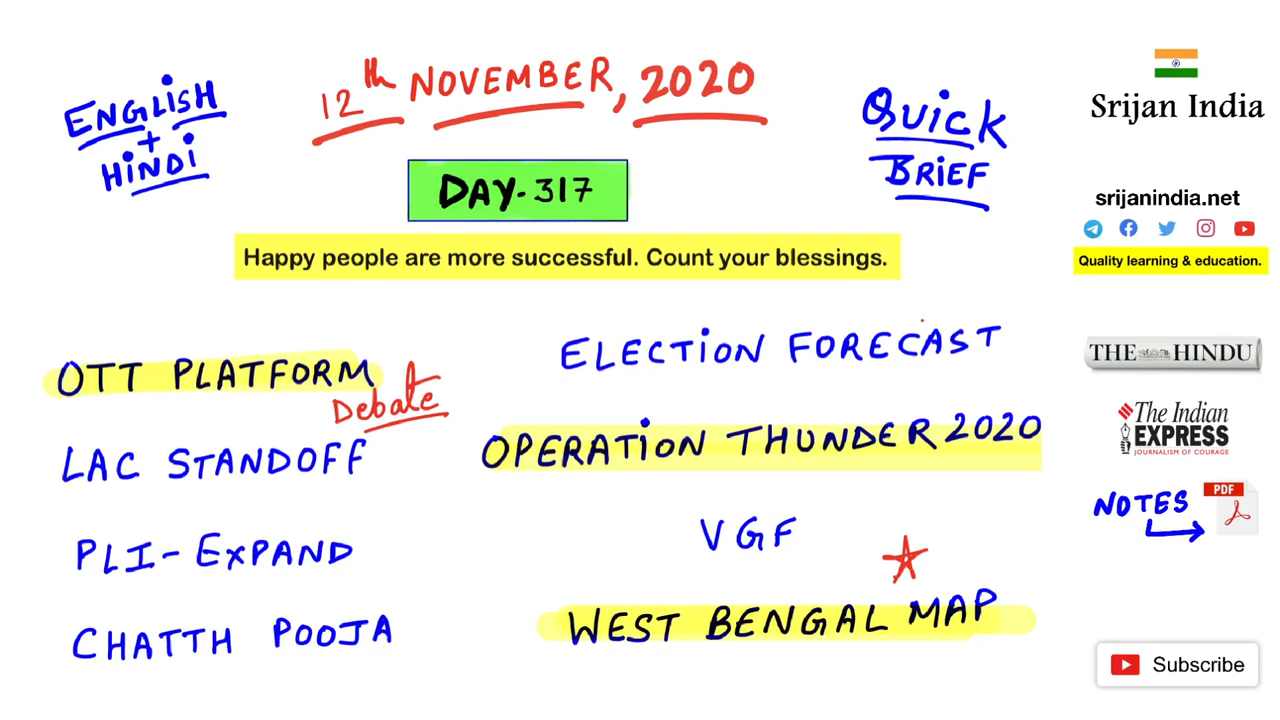 ENGLISH
+
HINDI
12th NOVEMBER, 2020
QUICK
BRIEF
DAY-317
Happy people are more successful. Count your blessings.
OTT PLATFORM
Debate
LAC STANDOFF
PLI-EXPAND
CHATTH POOJA
ELECTION FORECAST
OPERATION THUNDER 2020
VGF
WEST BENGAL MAP
Srijan India
srijanindia.net
Quality learning & education.
THE HINDU
The Indian
EXPRESS
JOURNALISM OF COURAGE
NOTES
PDF
Subscribe